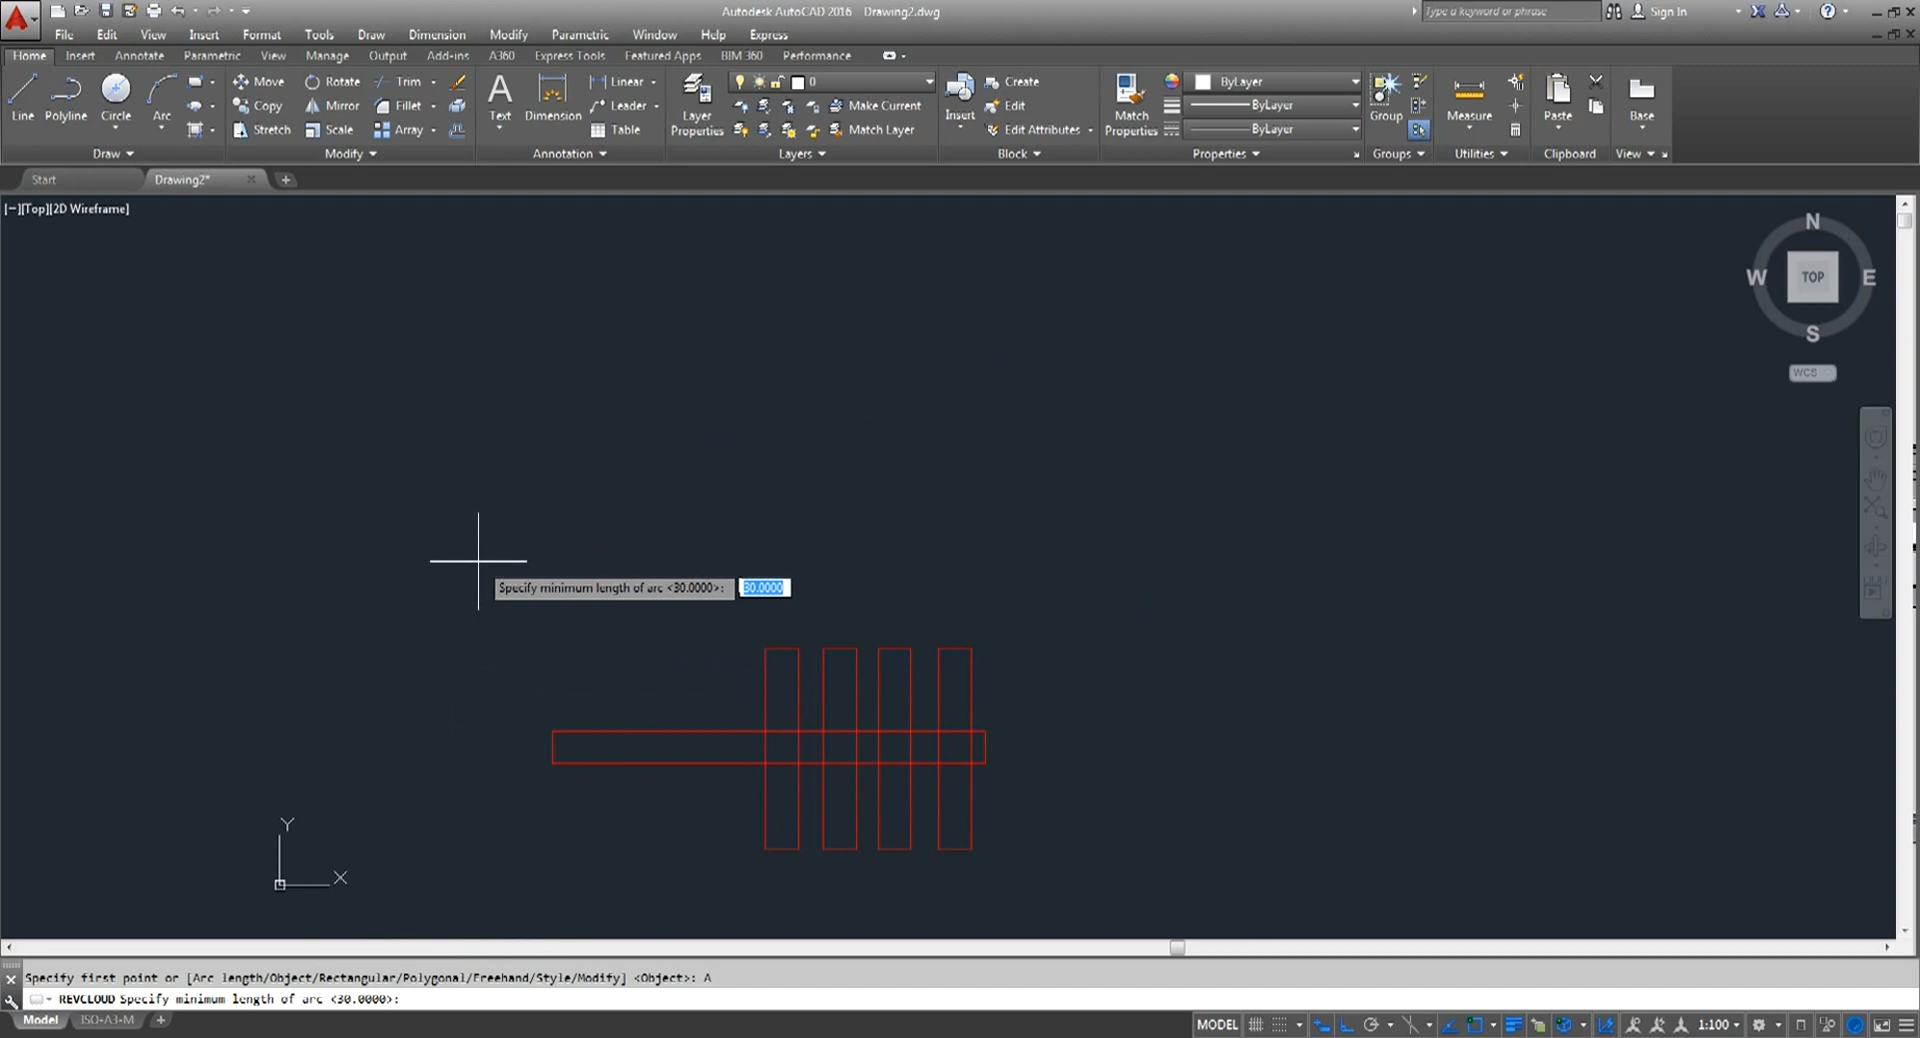 Autodesk AutoCAD 2016 Drawing2.dwg
Type a keyword or phrase
Sign In
File Edit View Insert Format Tools Draw Dimension Modify Parametric Window Help Express
Home Insert Annotate Parametric View Manage Output Add-ins A360 Express Tools Featured Apps BIM 360 Performance
Line Polyline Circle Arc
Move Rotate Trim
Copy Mirror Fillet
Stretch Scale Array
Text Dimension
Linear
Leader
Table
Layer Properties
0
Make Current
Match Layer
Insert
Create
Edit
Edit Attributes
Match Properties
ByLayer
ByLayer
ByLayer
Group
Measure
Paste
Base
Draw Modify Annotation Layers Block Properties Groups Utilities Clipboard View
Start Drawing2*
[−][Top][2D Wireframe]
N
W TOP E
S
WCS
Specify minimum length of arc <30.0000>: 30.0000
Y
X
Specify first point or [Arc length/Object/Rectangular/Polygonal/Freehand/Style/Modify] <Object>: A
REVCLOUD Specify minimum length of arc <30.0000>:
Model ISO-A3-M
MODEL 1:100